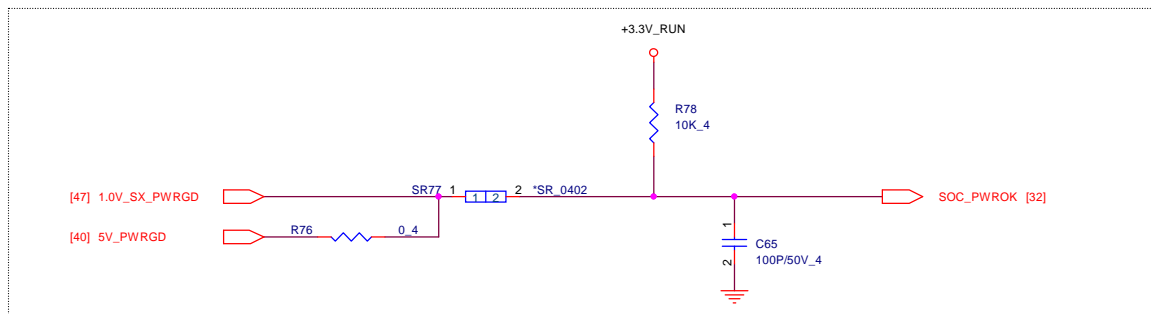 +3.3V_RUN
R78
10K_4
[47] 1.0V_SX_PWRGD
SR77
1
1 2
2
*SR_0402
SOC_PWROK [32]
[40] 5V_PWRGD
R76
0_4
1
2
C65
100P/50V_4